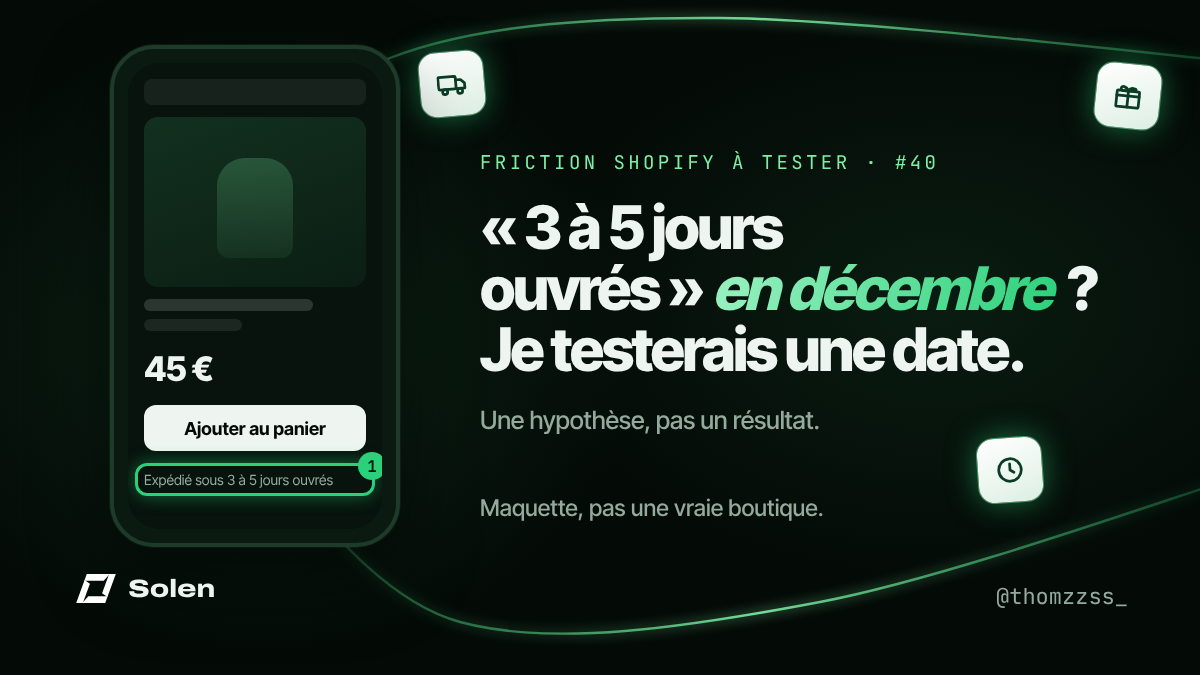 FRICTION SHOPIFY À TESTER · #40
« 3 à 5 jours
ouvrés » en décembre ?
Je testerais une date.
Une hypothèse, pas un résultat.
Maquette, pas une vraie boutique.
45 €
Ajouter au panier
1
Expédié sous 3 à 5 jours ouvrés
Solen
@thomzzss_